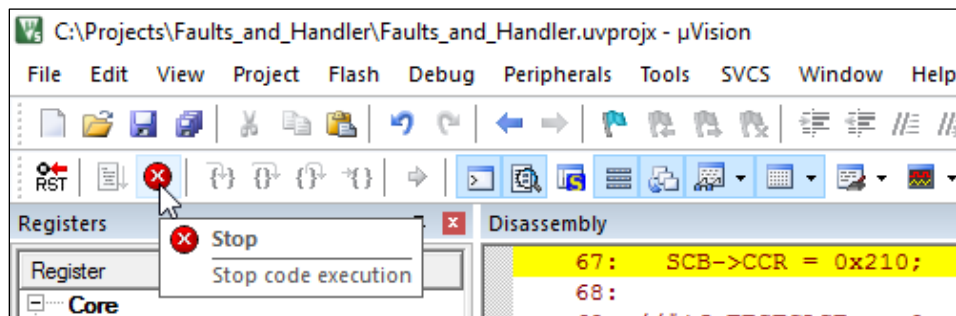 C:\Projects\Faults_and_Handler\Faults_and_Handler.uvprojx - µVision
File Edit View Project Flash Debug Peripherals Tools SVCS Window Help
RST
Registers
Disassembly
Stop
Stop code execution
Register
Core
67: SCB->CCR = 0x210;
68: